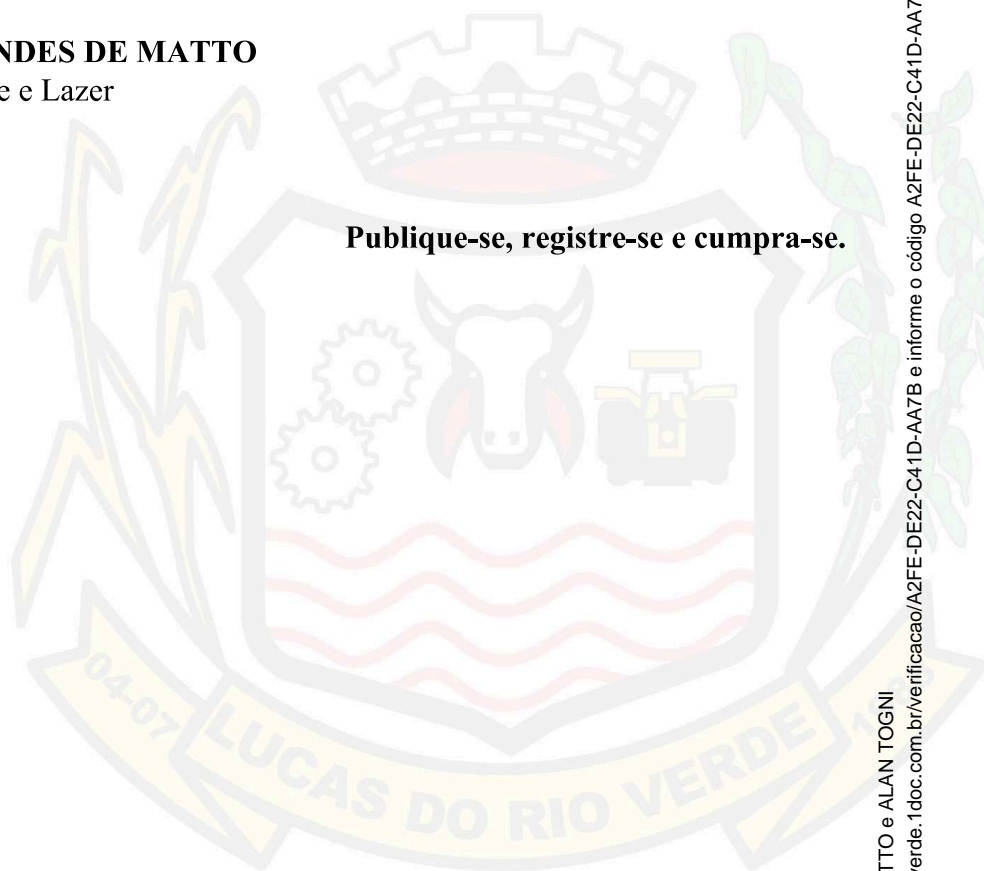 NDES DE MATTO
e e Lazer
Publique-se, registre-se e cumpra-se.
04-07
LUCAS DO RIO VERDE
TTO e ALAN TOGNI
verde.1doc.com.br/verificacao/A2FE-DE22-C41D-AA7B e informe o código A2FE-DE22-C41D-AA7